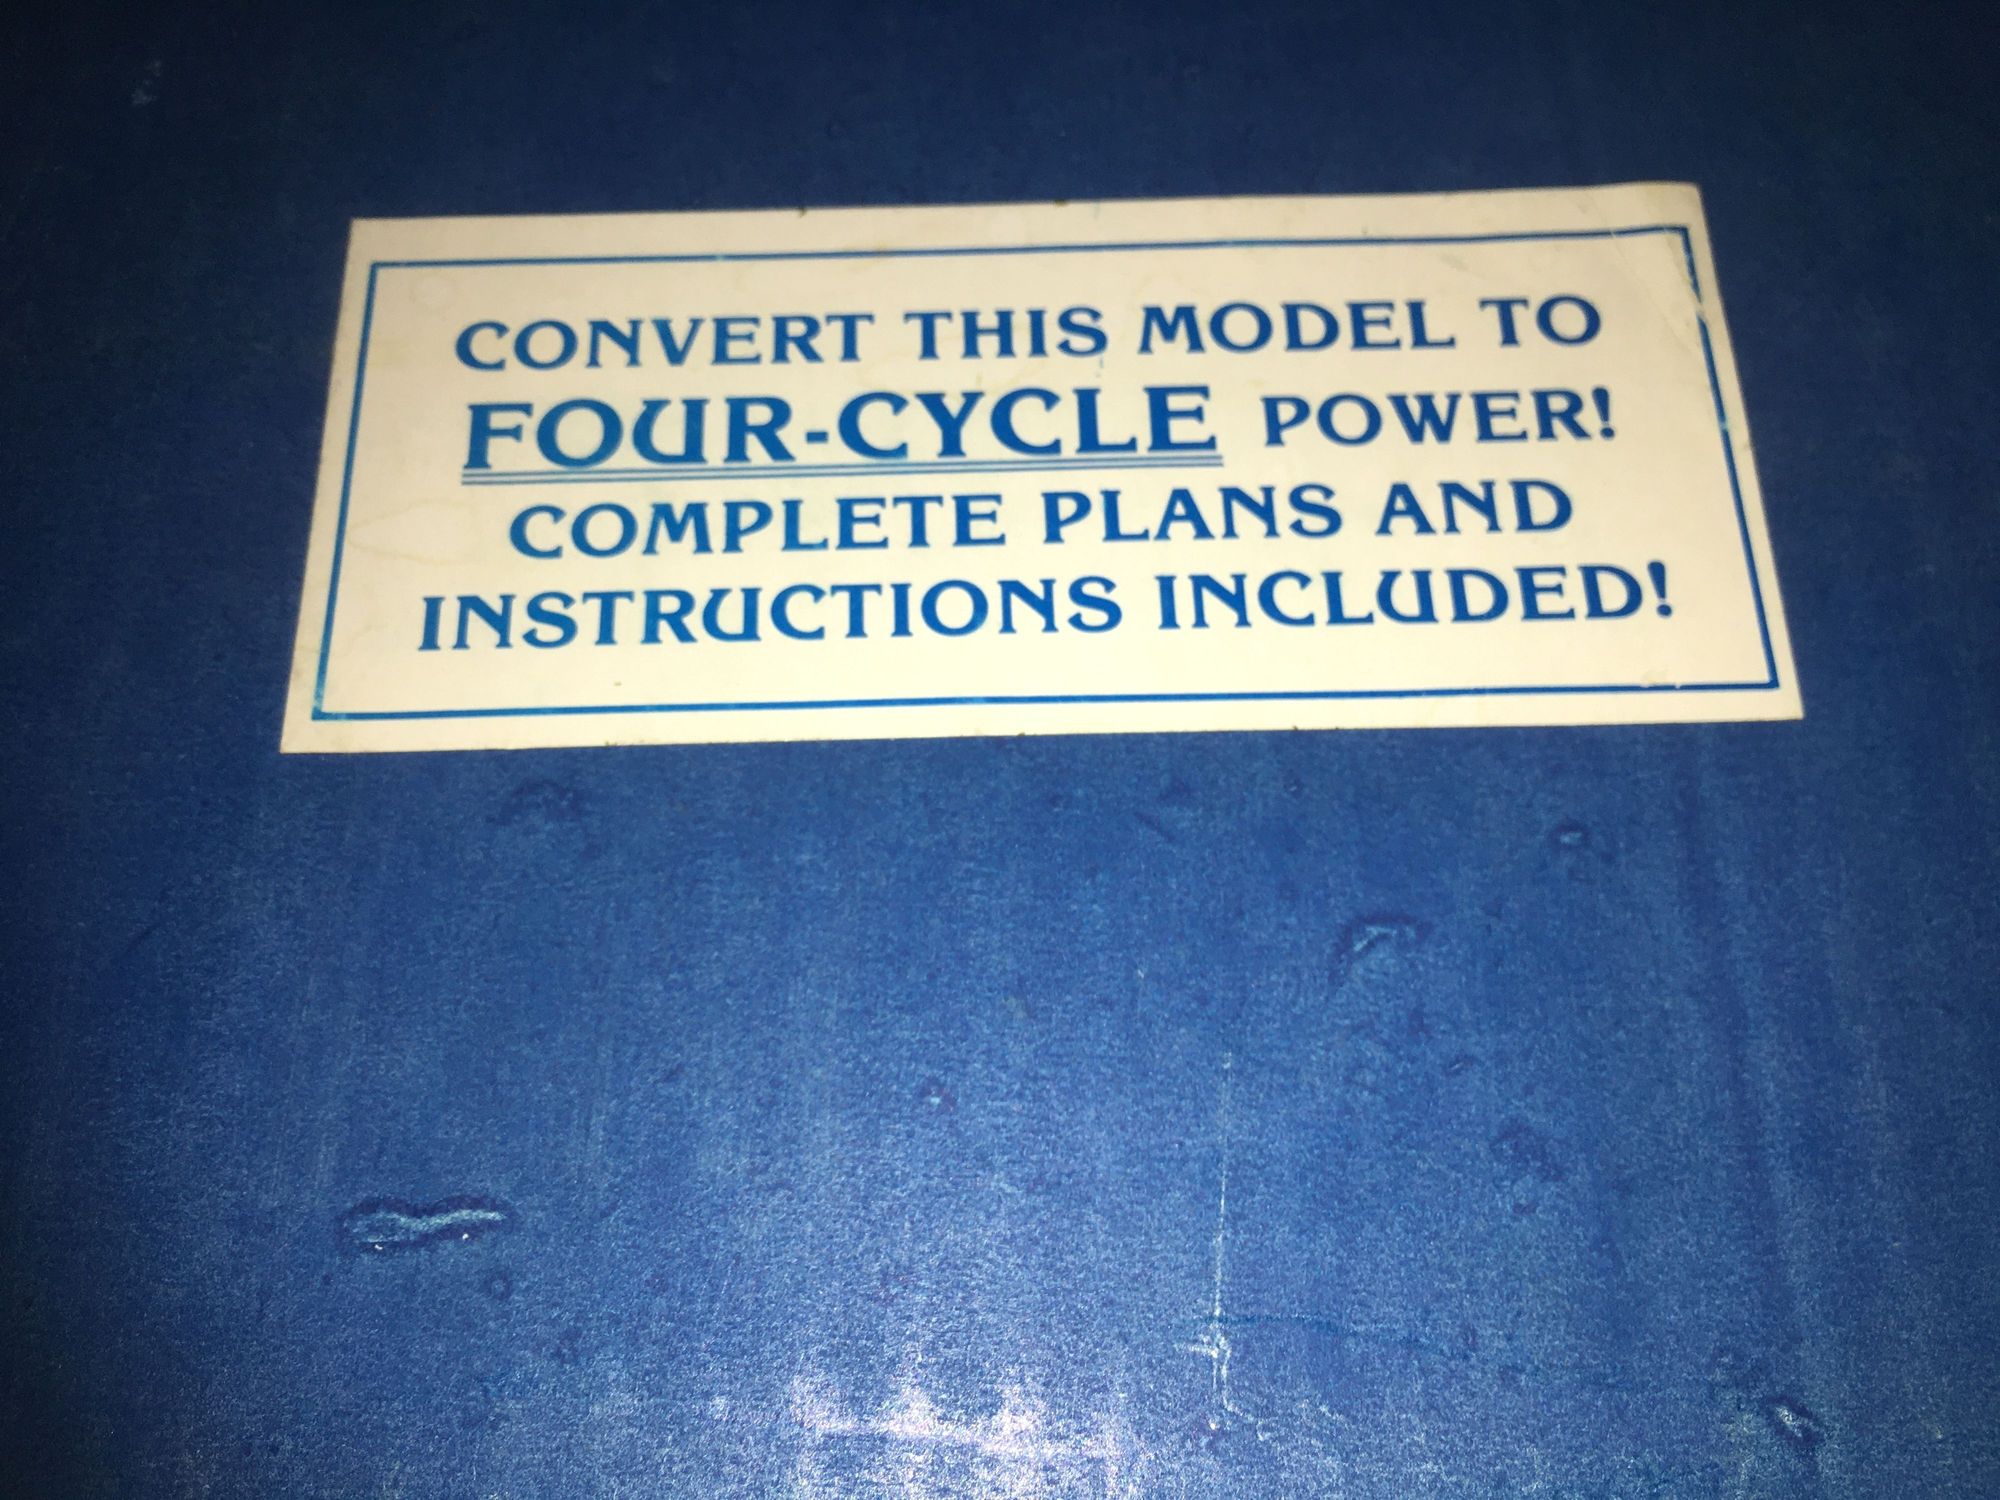 CONVERT THIS MODEL TO
FOUR-CYCLE POWER!
COMPLETE PLANS AND
INSTRUCTIONS INCLUDED!